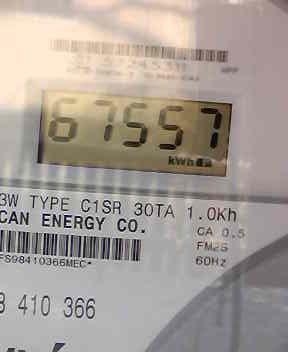 67557
kWh
3W TYPE C1SR 30TA 1.0Kh
CAN ENERGY CO.
CA 0.5
FM2S
60Hz
FS98410366MEC*
8 410 366